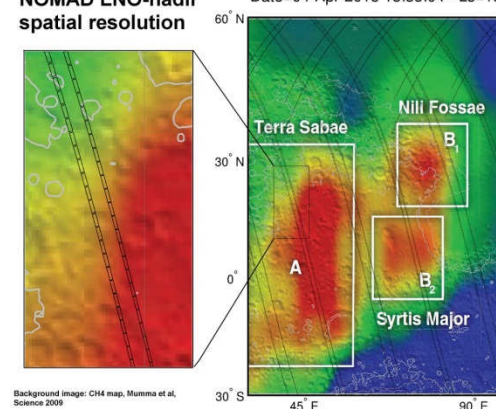 NOMAD LNO-nadir
spatial resolution
60° N
Nili Fossae
Terra Sabae
B1
30° N
A
0°
B2
Syrtis Major
30° S
45° E
90° E
Background image: CH4 map, Mumma et al,
Science 2009